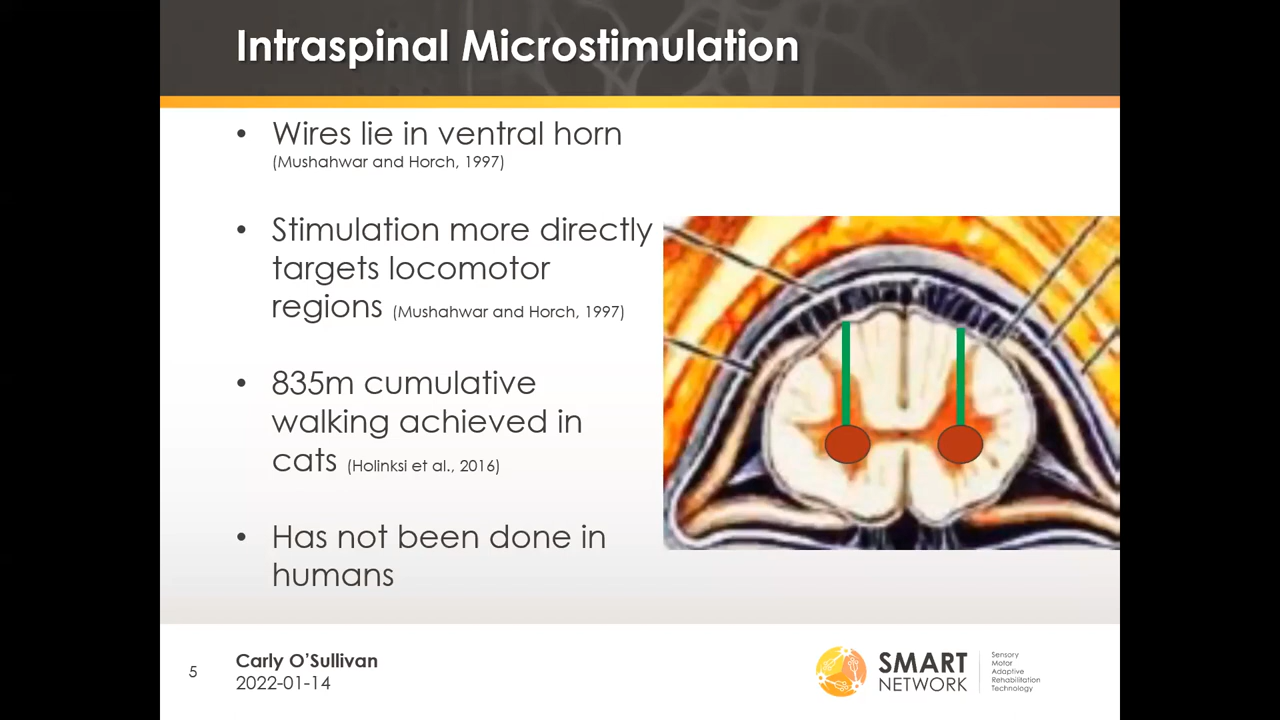 Intraspinal Microstimulation
• Wires lie in ventral horn
(Mushahwar and Horch, 1997)
• Stimulation more directly
targets locomotor
regions (Mushahwar and Horch, 1997)
• 835m cumulative
walking achieved in
cats (Holinksi et al., 2016)
• Has not been done in
humans
5
Carly O’Sullivan
2022-01-14
SMART
NETWORK
Sensory
Motor
Adaptive
Rehabilitation
Technology